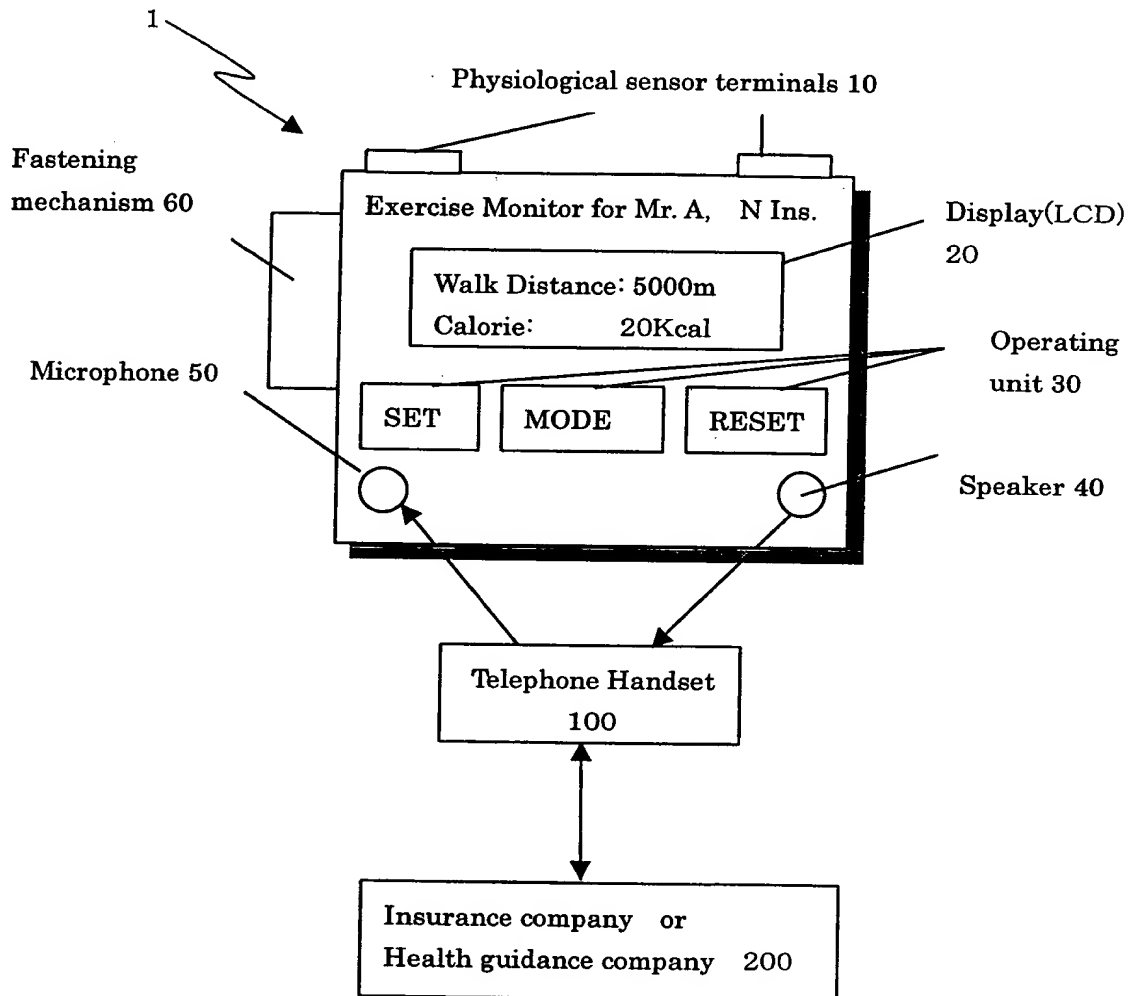 1
Physiological sensor terminals 10
Fastening
mechanism 60
Exercise Monitor for Mr. A, N Ins.
Display(LCD)
20
Walk Distance: 5000m
Calorie: 20Kcal
Operating
unit 30
Microphone 50
SET MODE RESET
Speaker 40
Telephone Handset
100
Insurance company or
Health guidance company 200